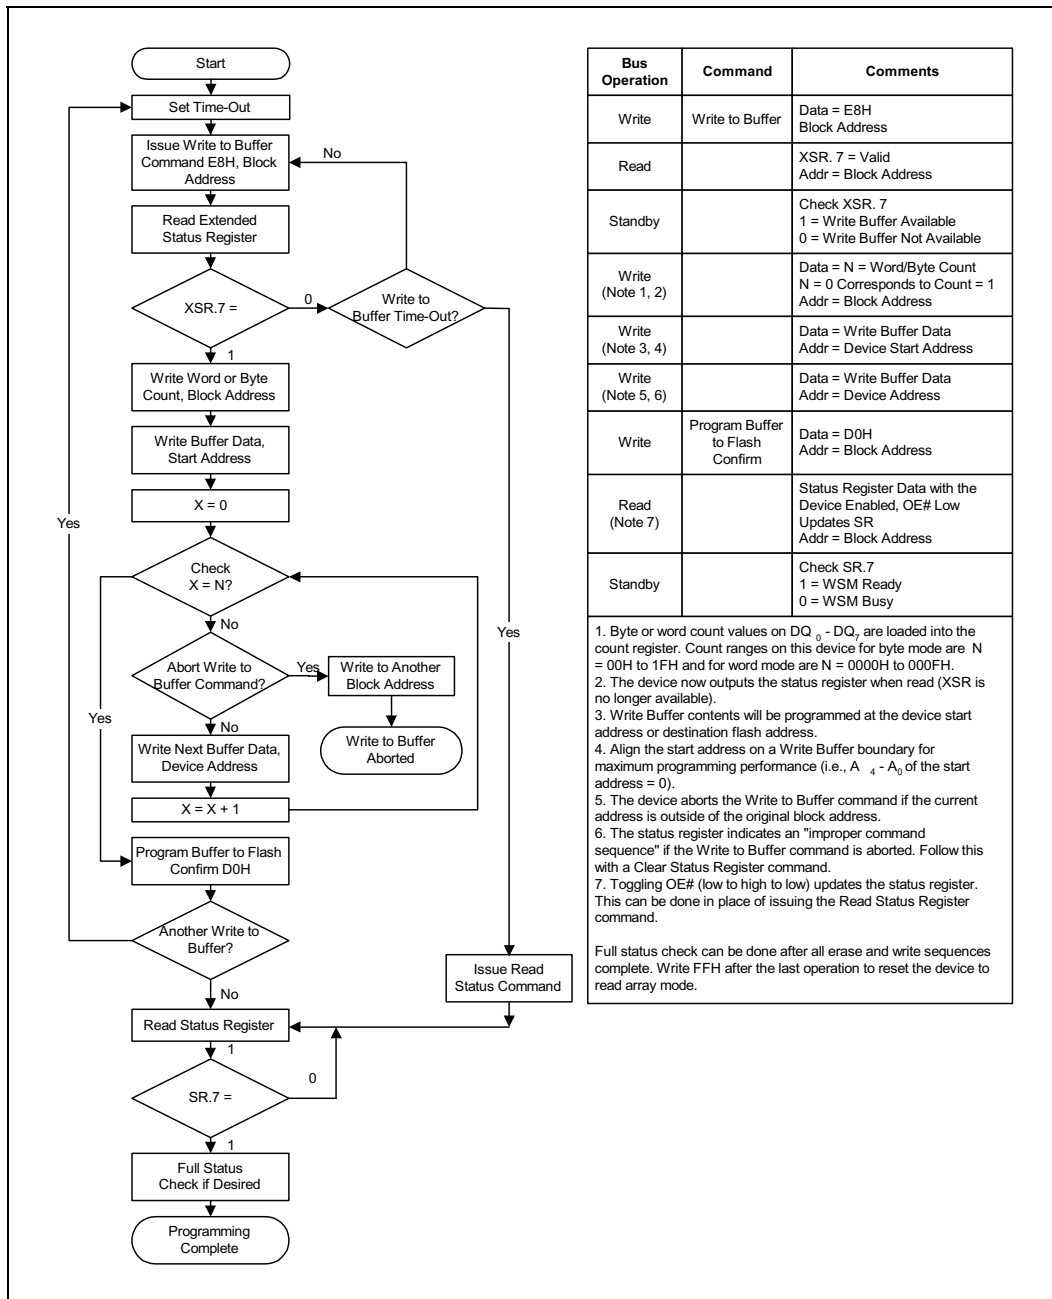 Start
Set Time-Out
Issue Write to Buffer
Command E8H, Block
Address
No
Read Extended
Status Register
XSR.7 =
0
Write to
Buffer Time-Out?
1
Write Word or Byte
Count, Block Address
Write Buffer Data,
Start Address
X = 0
Yes
Check
X = N?
No
Yes
Abort Write to
Buffer Command?
Yes
Write to Another
Block Address
Yes
No
Write to Buffer
Aborted
Write Next Buffer Data,
Device Address
X = X + 1
Program Buffer to Flash
Confirm D0H
Another Write to
Buffer?
Issue Read
Status Command
No
Read Status Register
1
SR.7 =
0
1
Full Status
Check if Desired
Programming
Complete
Bus
Operation
Command
Comments
Write
Write to Buffer
Data = E8H
Block Address
Read
XSR. 7 = Valid
Addr = Block Address
Standby
Check XSR. 7
1 = Write Buffer Available
0 = Write Buffer Not Available
Write
(Note 1, 2)
Data = N = Word/Byte Count
N = 0 Corresponds to Count = 1
Addr = Block Address
Write
(Note 3, 4)
Data = Write Buffer Data
Addr = Device Start Address
Write
(Note 5, 6)
Data = Write Buffer Data
Addr = Device Address
Write
Program Buffer
to Flash
Confirm
Data = D0H
Addr = Block Address
Read
(Note 7)
Status Register Data with the
Device Enabled, OE# Low
Updates SR
Addr = Block Address
Standby
Check SR.7
1 = WSM Ready
0 = WSM Busy
1. Byte or word count values on DQ 0 - DQ7 are loaded into the
count register. Count ranges on this device for byte mode are N
= 00H to 1FH and for word mode are N = 0000H to 000FH.
2. The device now outputs the status register when read (XSR is
no longer available).
3. Write Buffer contents will be programmed at the device start
address or destination flash address.
4. Align the start address on a Write Buffer boundary for
maximum programming performance (i.e., A 4 - A0 of the start
address = 0).
5. The device aborts the Write to Buffer command if the current
address is outside of the original block address.
6. The status register indicates an "improper command
sequence" if the Write to Buffer command is aborted. Follow this
with a Clear Status Register command.
7. Toggling OE# (low to high to low) updates the status register.
This can be done in place of issuing the Read Status Register
command.
Full status check can be done after all erase and write sequences
complete. Write FFH after the last operation to reset the device to
read array mode.